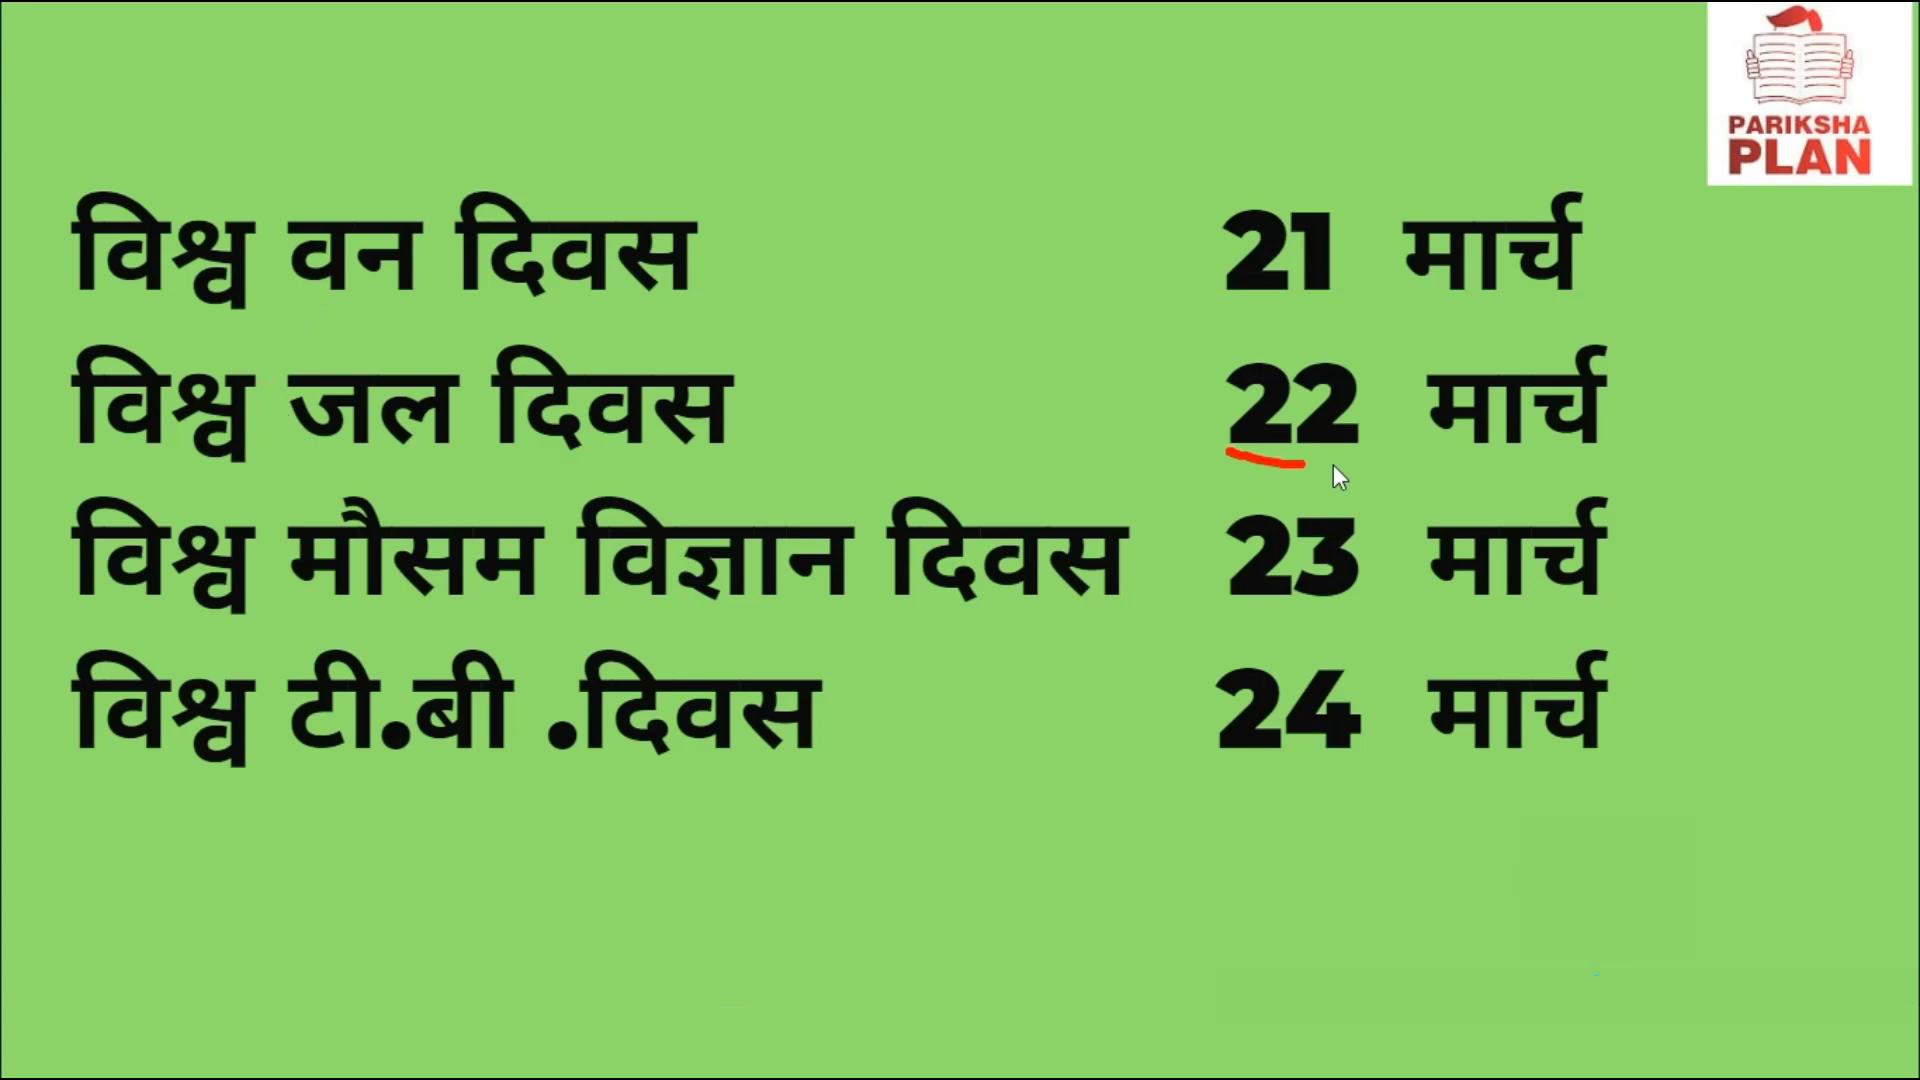 PARIKSHA
PLAN
विश्व वन दिवस 21 मार्च
विश्व जल दिवस 22 मार्च
विश्व मौसम विज्ञान दिवस 23 मार्च
विश्व टी.बी .दिवस 24 मार्च